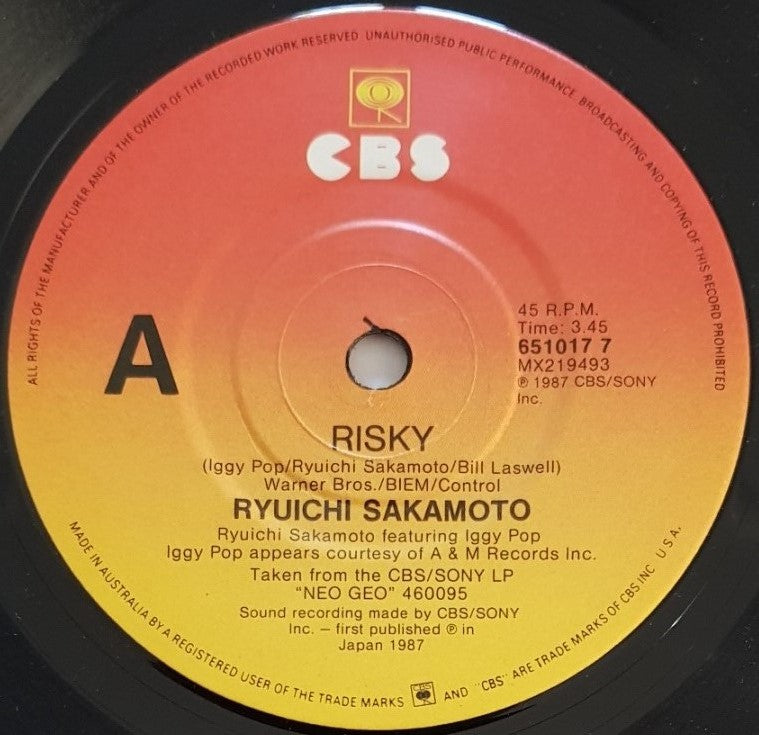 ALL RIGHTS OF THE MANUFACTURER AND OF THE OWNER OF THE RECORDED WORK RESERVED. UNAUTHORISED PUBLIC PERFORMANCE, BROADCASTING AND COPYING OF THIS RECORD PROHIBITED
CBS
A
45 R.P.M.
Time: 3.45
651017 7
MX219493
℗ 1987 CBS/SONY
Inc.
RISKY
(Iggy Pop/Ryuichi Sakamoto/Bill Laswell)
Warner Bros./BIEM/Control
RYUICHI SAKAMOTO
Ryuichi Sakamoto featuring Iggy Pop
Iggy Pop appears courtesy of A & M Records Inc.
Taken from the CBS/SONY LP
"NEO GEO" 460095
Sound recording made by CBS/SONY
Inc. – first published ℗ in
Japan 1987
MADE IN AUSTRALIA BY A REGISTERED USER OF THE TRADE MARKS CBS AND "CBS" ARE TRADE MARKS OF CBS INC U.S.A.